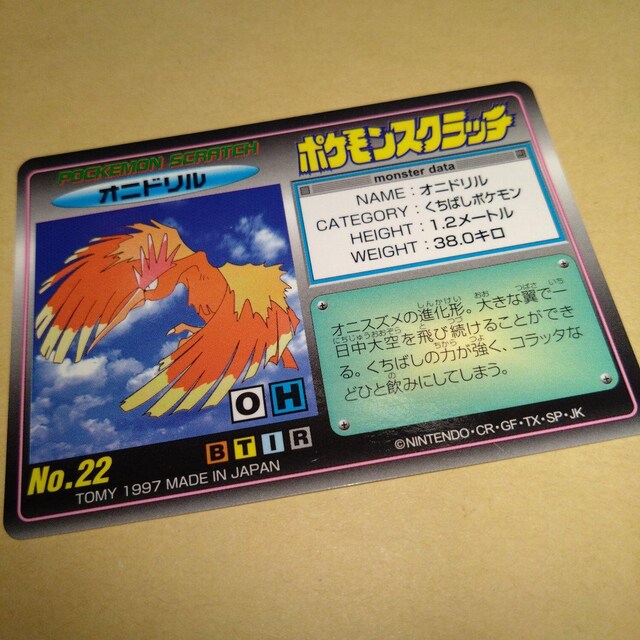 POCKEMON SCRATCH
オニドリル
O H
B T I R
No.22
TOMY 1997 MADE IN JAPAN
ポケモンスクラッチ
monster data
NAME : オニドリル
CATEGORY : くちばしポケモン
HEIGHT : 1.2メートル
WEIGHT : 38.0キロ
オニスズメの進化形。大きな翼で一
日中大空を飛び続けることができ
る。くちばしの力が強く、コラッタな
どひと飲みにしてしまう。
©NINTENDO・CR・GF・TX・SP・JK